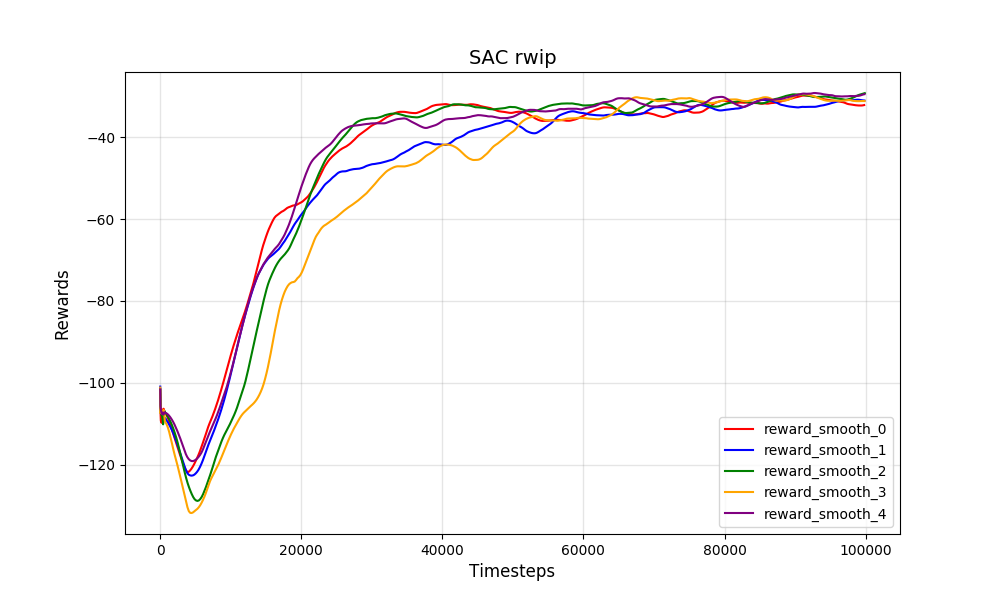 SAC rwip
Rewards
−40
−60
−80
−100
−120
0
20000
40000
60000
80000
100000
Timesteps
reward_smooth_0
reward_smooth_1
reward_smooth_2
reward_smooth_3
reward_smooth_4